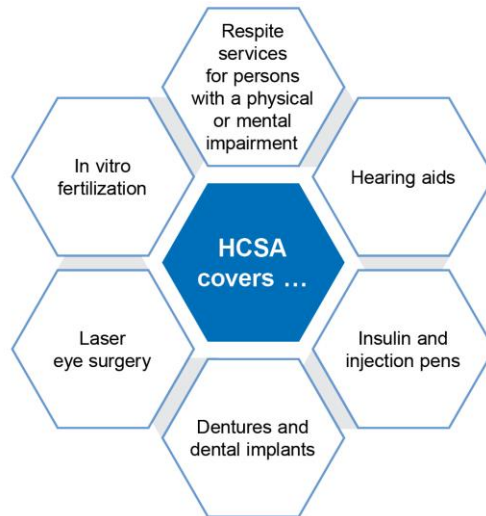 Respite
services
for persons
with a physical
or mental
impairment
In vitro
fertilization
Hearing aids
HCSA
covers ...
Laser
eye surgery
Insulin and
injection pens
Dentures and
dental implants